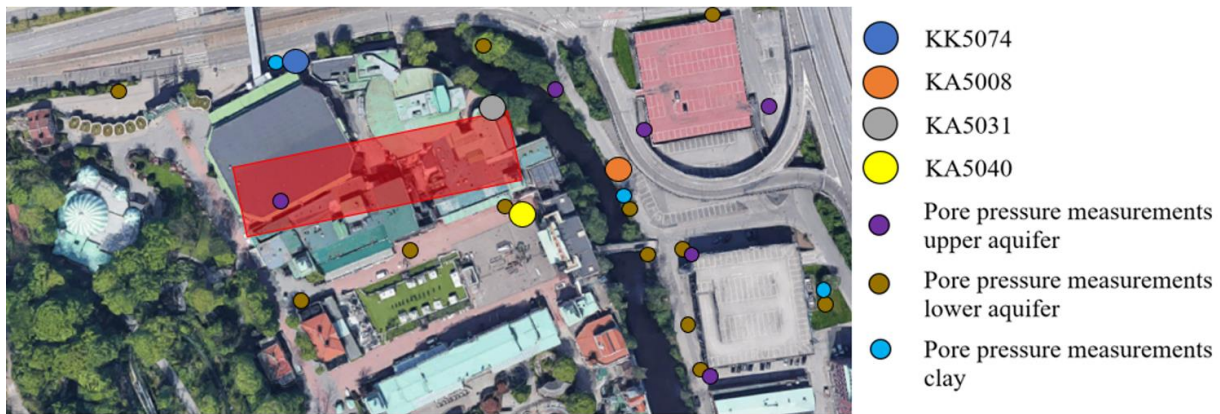 KK5074
KA5008
KA5031
KA5040
Pore pressure measurements
upper aquifer
Pore pressure measurements
lower aquifer
Pore pressure measurements
clay